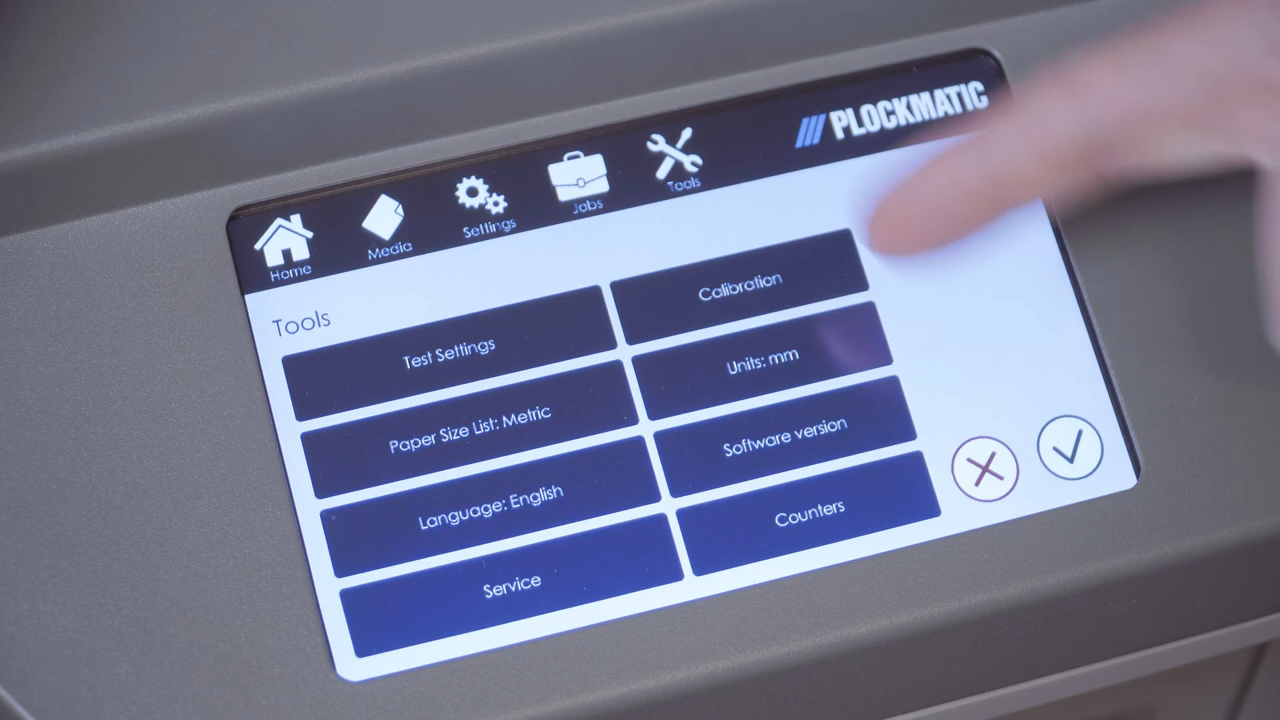 PLOCKMATIC
Home
Media
Settings
Jobs
Tools
Tools
Test Settings
Calibration
Paper Size List: Metric
Units: mm
Language: English
Software version
Service
Counters